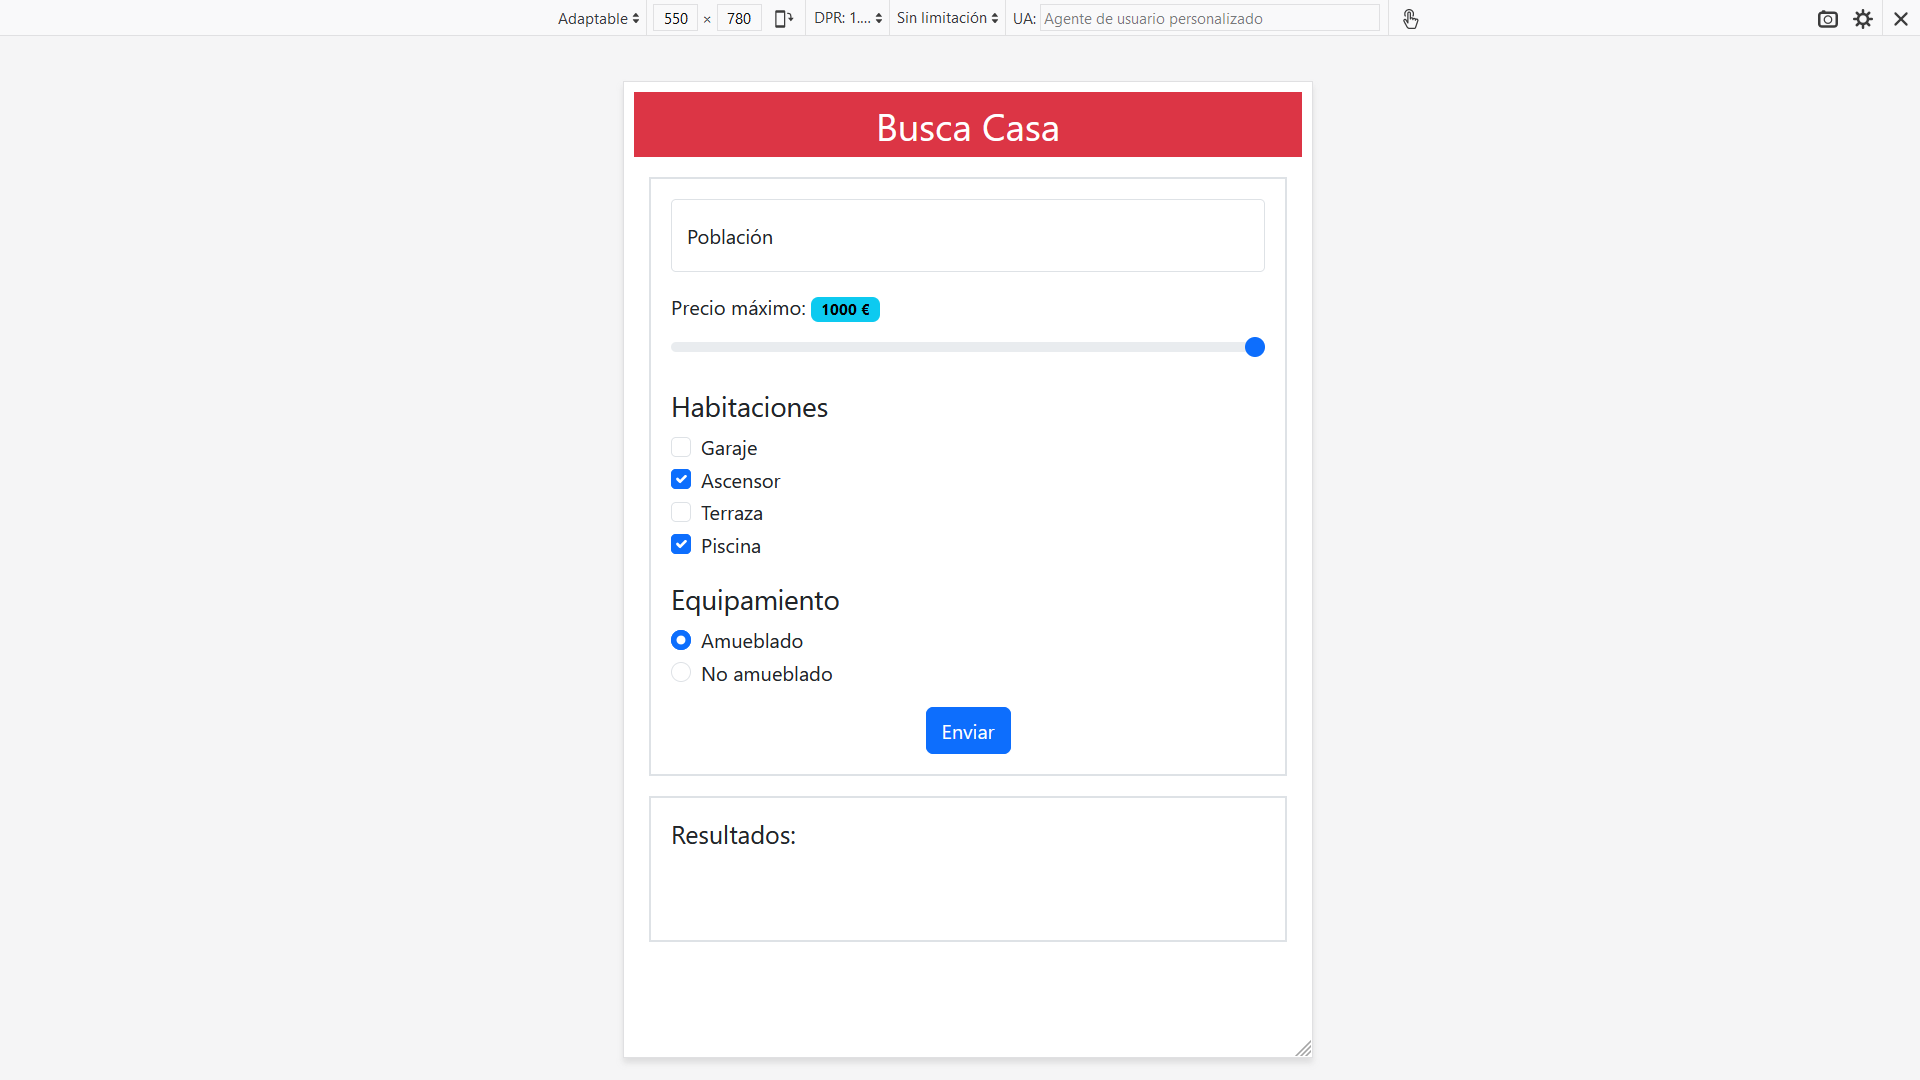 Adaptable 550 × 780 DPR: 1.... Sin limitación UA: Agente de usuario personalizado
Busca Casa
Población
Precio máximo: 1000 €
Habitaciones
Garaje
Ascensor
Terraza
Piscina
Equipamiento
Amueblado
No amueblado
Enviar
Resultados: